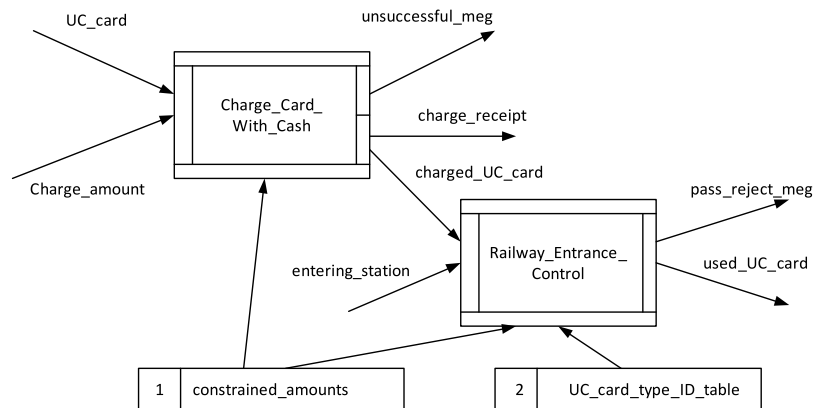 UC_card
unsuccessful_meg
Charge_Card_
With_Cash
charge_receipt
Charge_amount
charged_UC_card
pass_reject_meg
Railway_Entrance_
Control
entering_station
used_UC_card
1 constrained_amounts
2 UC_card_type_ID_table